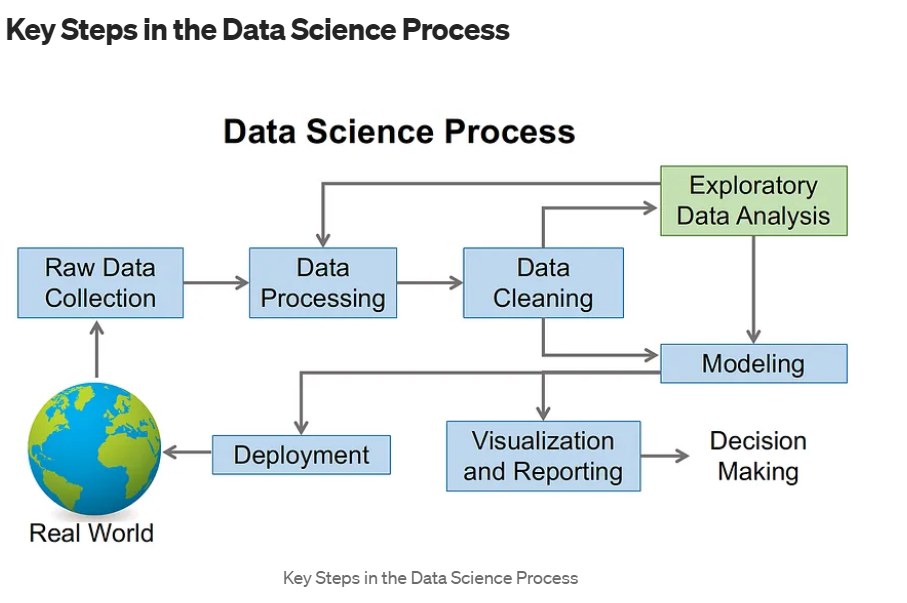 Key Steps in the Data Science Process
Data Science Process
Exploratory
Data Analysis
Raw Data
Collection
Data
Processing
Data
Cleaning
Modeling
Deployment
Visualization
and Reporting
Decision
Making
Real World
Key Steps in the Data Science Process